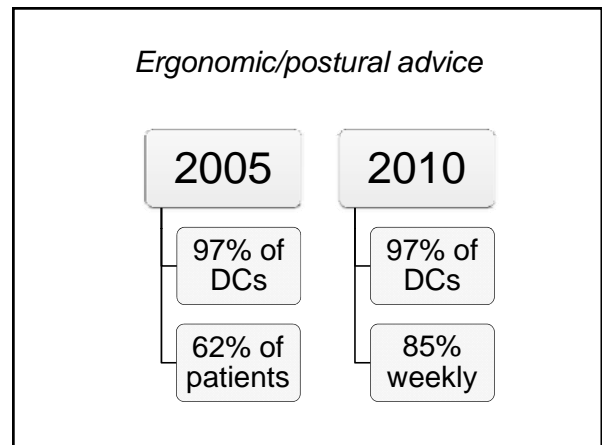 Ergonomic/postural advice
2005
97% of
DCs
62% of
patients
2010
97% of
DCs
85%
weekly